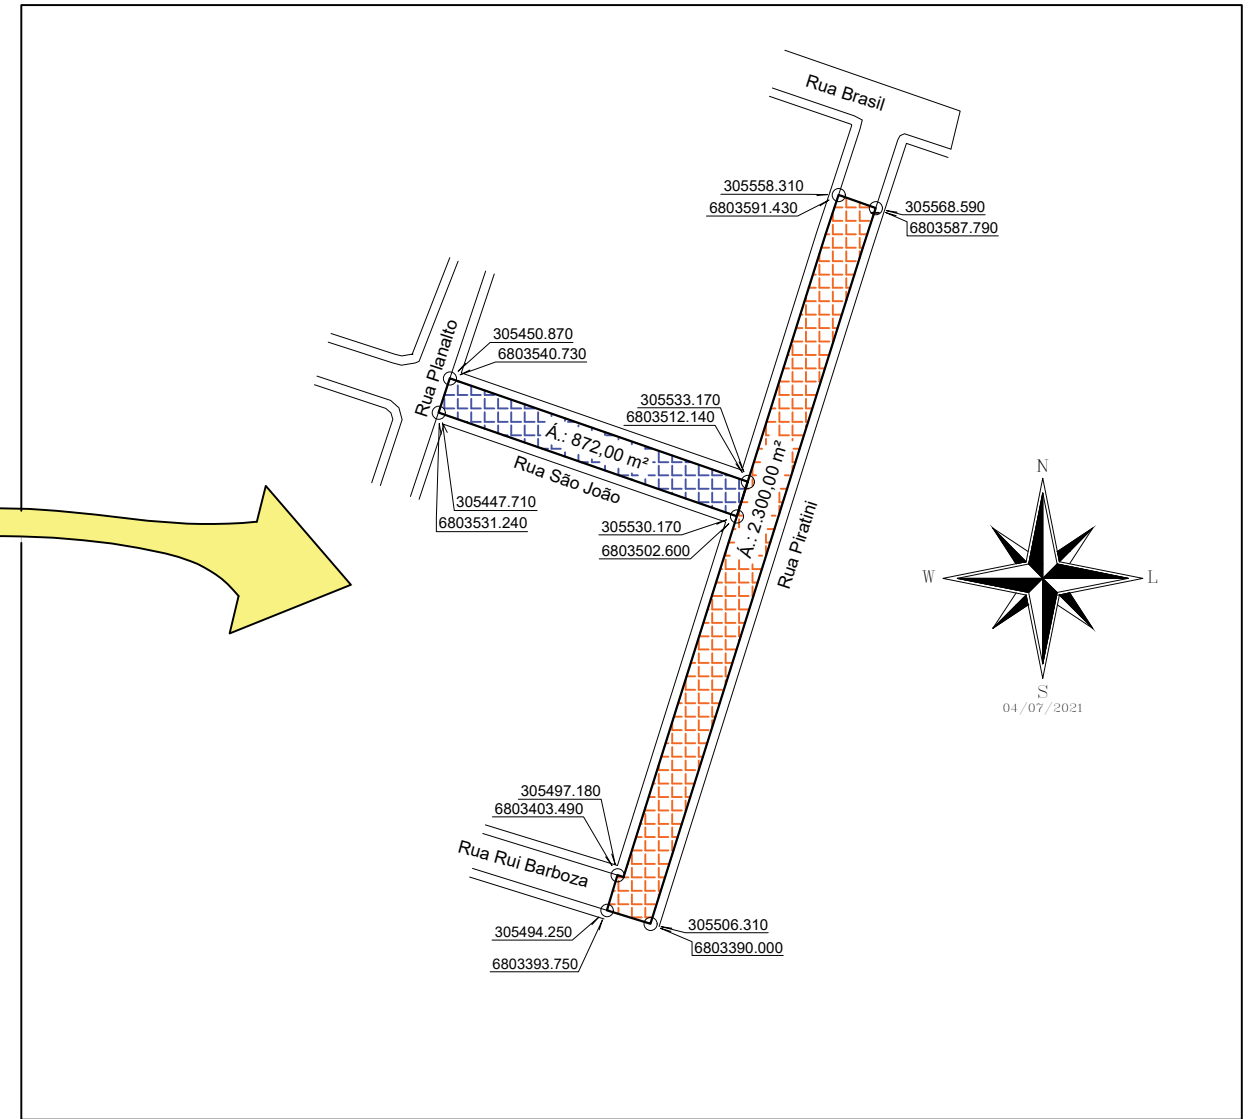 Rua Brasil
305558.310
6803591.430
305568.590
6803587.790
Rua Planalto
305450.870
6803540.730
305533.170
6803512.140
Á.: 872,00 m²
Rua São João
305447.710
6803531.240
305530.170
6803502.600
Á.: 2.300,00 m²
Rua Piratini
N
W
L
S
04/07/2021
305497.180
6803403.490
Rua Rui Barboza
305494.250
6803393.750
305506.310
6803390.000